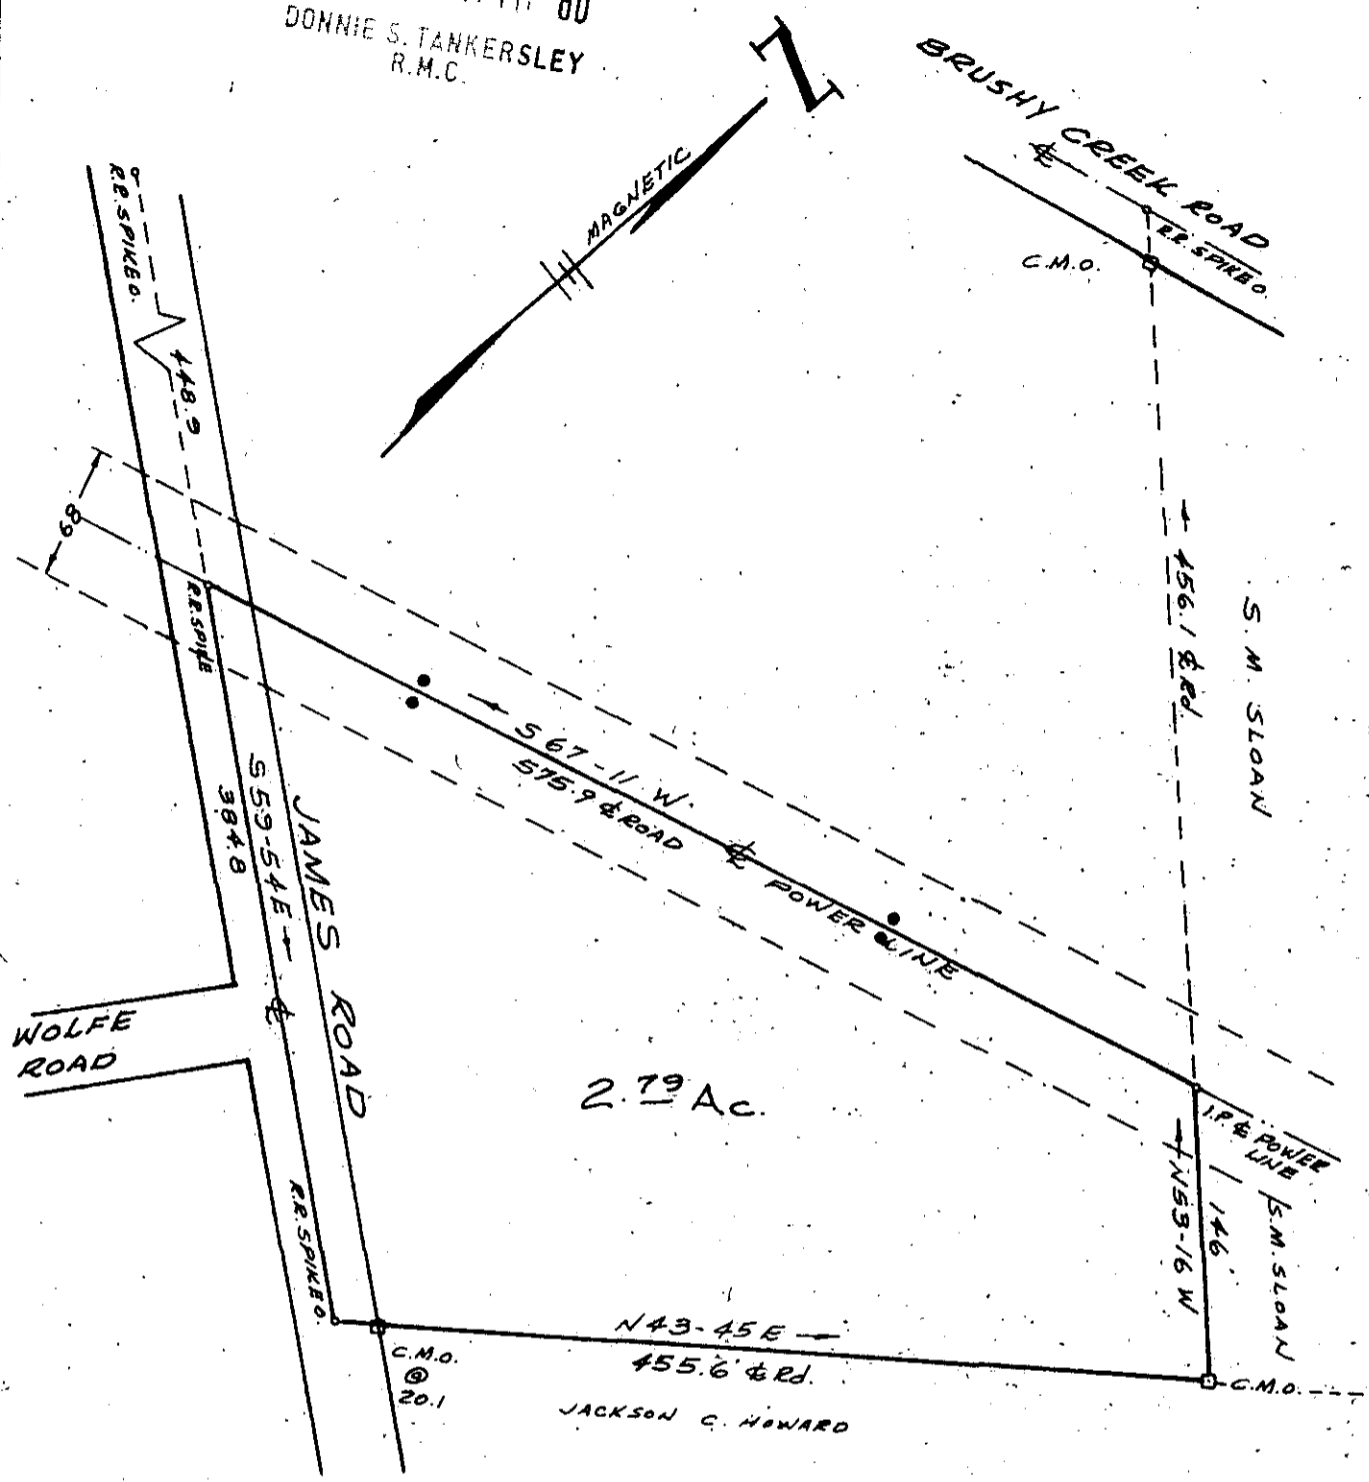 80
DONNIE S. TANKERSLEY
R.M.C.
N
MAGNETIC
BRUSHY CREEK ROAD
℄
R.R. SPIKE O.
C.M.O.
R.R. SPIKE O.
448.9
68
R.R. SPIKE
456.1 ℄ Rd.
S. M. SLOAN
S 67-11 W.
575.9 ℄ ROAD
℄ POWER LINE
S 59-54 E
384.8
JAMES ROAD
℄
WOLFE
ROAD
2.79 Ac.
I.P. ℄ POWER
LINE
N53-16 W
146'
S.M. SLOAN
R.R. SPIKE O.
N 43-45 E
455.6' ℄ Rd.
C.M.O.
@
20.1
C.M.O.
JACKSON C. HOWARD